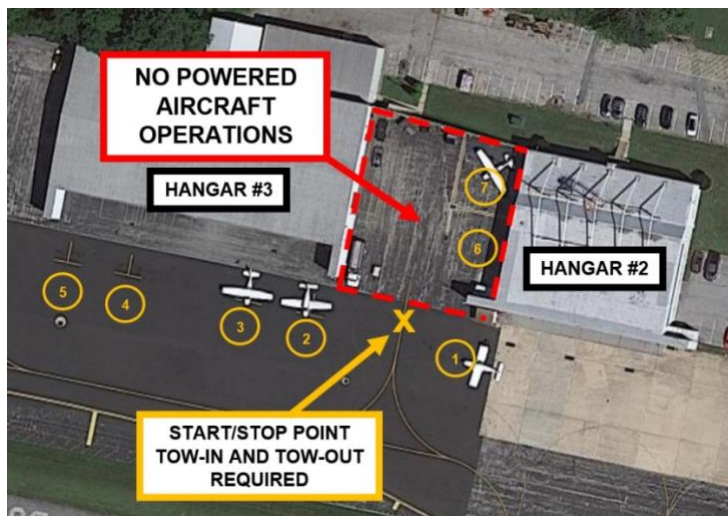 NO POWERED
AIRCRAFT
OPERATIONS
HANGAR #3
7
6
HANGAR #2
5
4
3
2
1
X
START/STOP POINT
TOW-IN AND TOW-OUT
REQUIRED